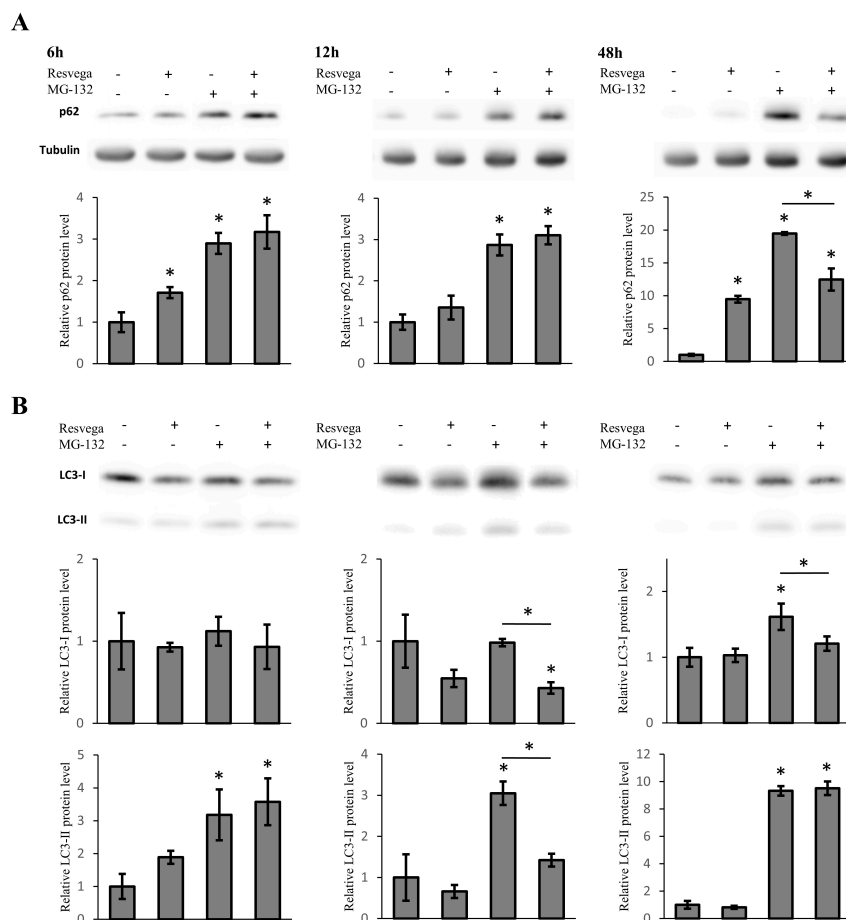 A
6h 12h 48h
Resvega - + - + - + - + - + - +
MG-132 - - + + MG-132 - - + + MG-132 - - + +
p62
Tubulin
Relative p62 protein level 4 3 2 1 0 * * *
Relative p62 protein level 4 3 2 1 0 * *
Relative p62 protein level 25 20 15 10 5 0 * * * *
B
Resvega - + - + Resvega - + - + Resvega - + - +
MG-132 - - + + MG-132 - - + + MG-132 - - + +
LC3-I
LC3-II
Relative LC3-I protein level 2 1 0
Relative LC3-I protein level 2 1 0 * *
Relative LC3-I protein level 2 1 0 * *
Relative LC3-II protein level 5 4 3 2 1 0 * *
Relative LC3-II protein level 4 3 2 1 0 * *
Relative LC3-II protein level 12 10 8 6 4 2 0 * *